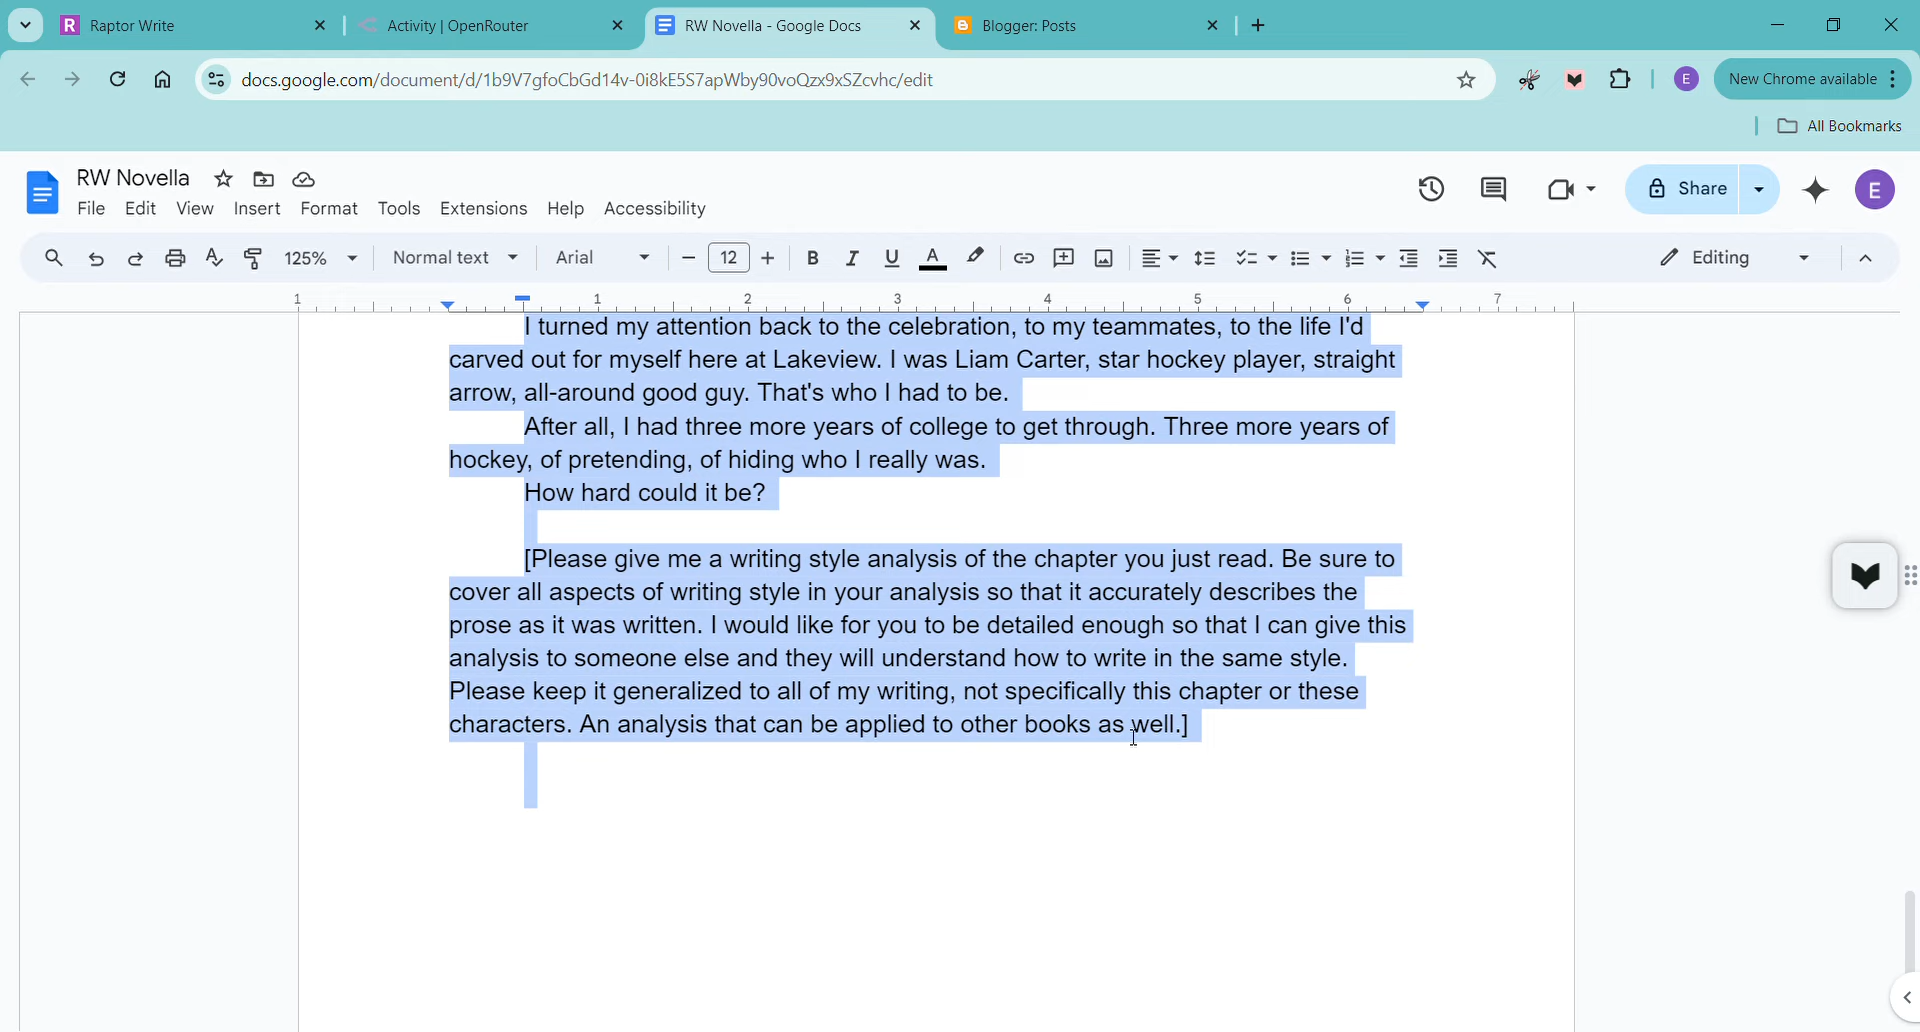 Raptor Write
Activity | OpenRouter
RW Novella - Google Docs
Blogger: Posts
docs.google.com/document/d/1b9V7gfoCbGd14v-0i8kE5S7apWby90voQzx9xSZcvhc/edit
E
New Chrome available
All Bookmarks
RW Novella
File Edit View Insert Format Tools Extensions Help Accessibility
Share
E
125%
Normal text
Arial
12
B I U A
Editing
1 1 2 3 4 5 6 7
I turned my attention back to the celebration, to my teammates, to the life I'd
carved out for myself here at Lakeview. I was Liam Carter, star hockey player, straight
arrow, all-around good guy. That's who I had to be.
After all, I had three more years of college to get through. Three more years of
hockey, of pretending, of hiding who I really was.
How hard could it be?
[Please give me a writing style analysis of the chapter you just read. Be sure to
cover all aspects of writing style in your analysis so that it accurately describes the
prose as it was written. I would like for you to be detailed enough so that I can give this
analysis to someone else and they will understand how to write in the same style.
Please keep it generalized to all of my writing, not specifically this chapter or these
characters. An analysis that can be applied to other books as well.]